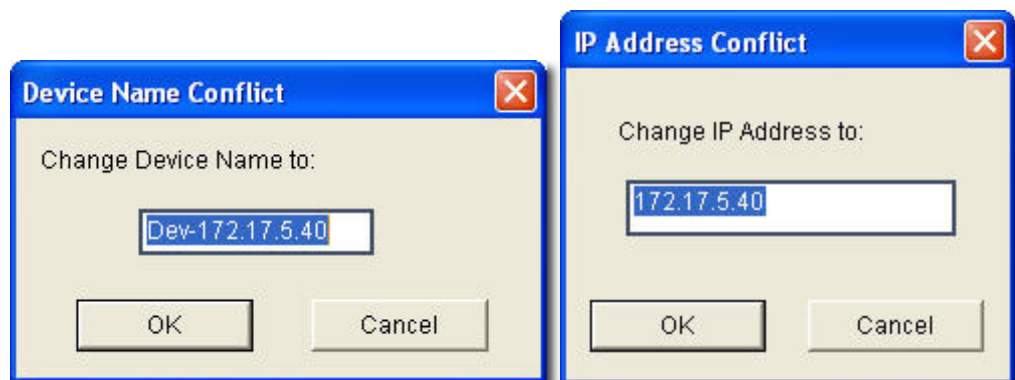 Device Name Conflict
Change Device Name to:
Dev-172.17.5.40
OK
Cancel
IP Address Conflict
Change IP Address to:
172.17.5.40
OK
Cancel